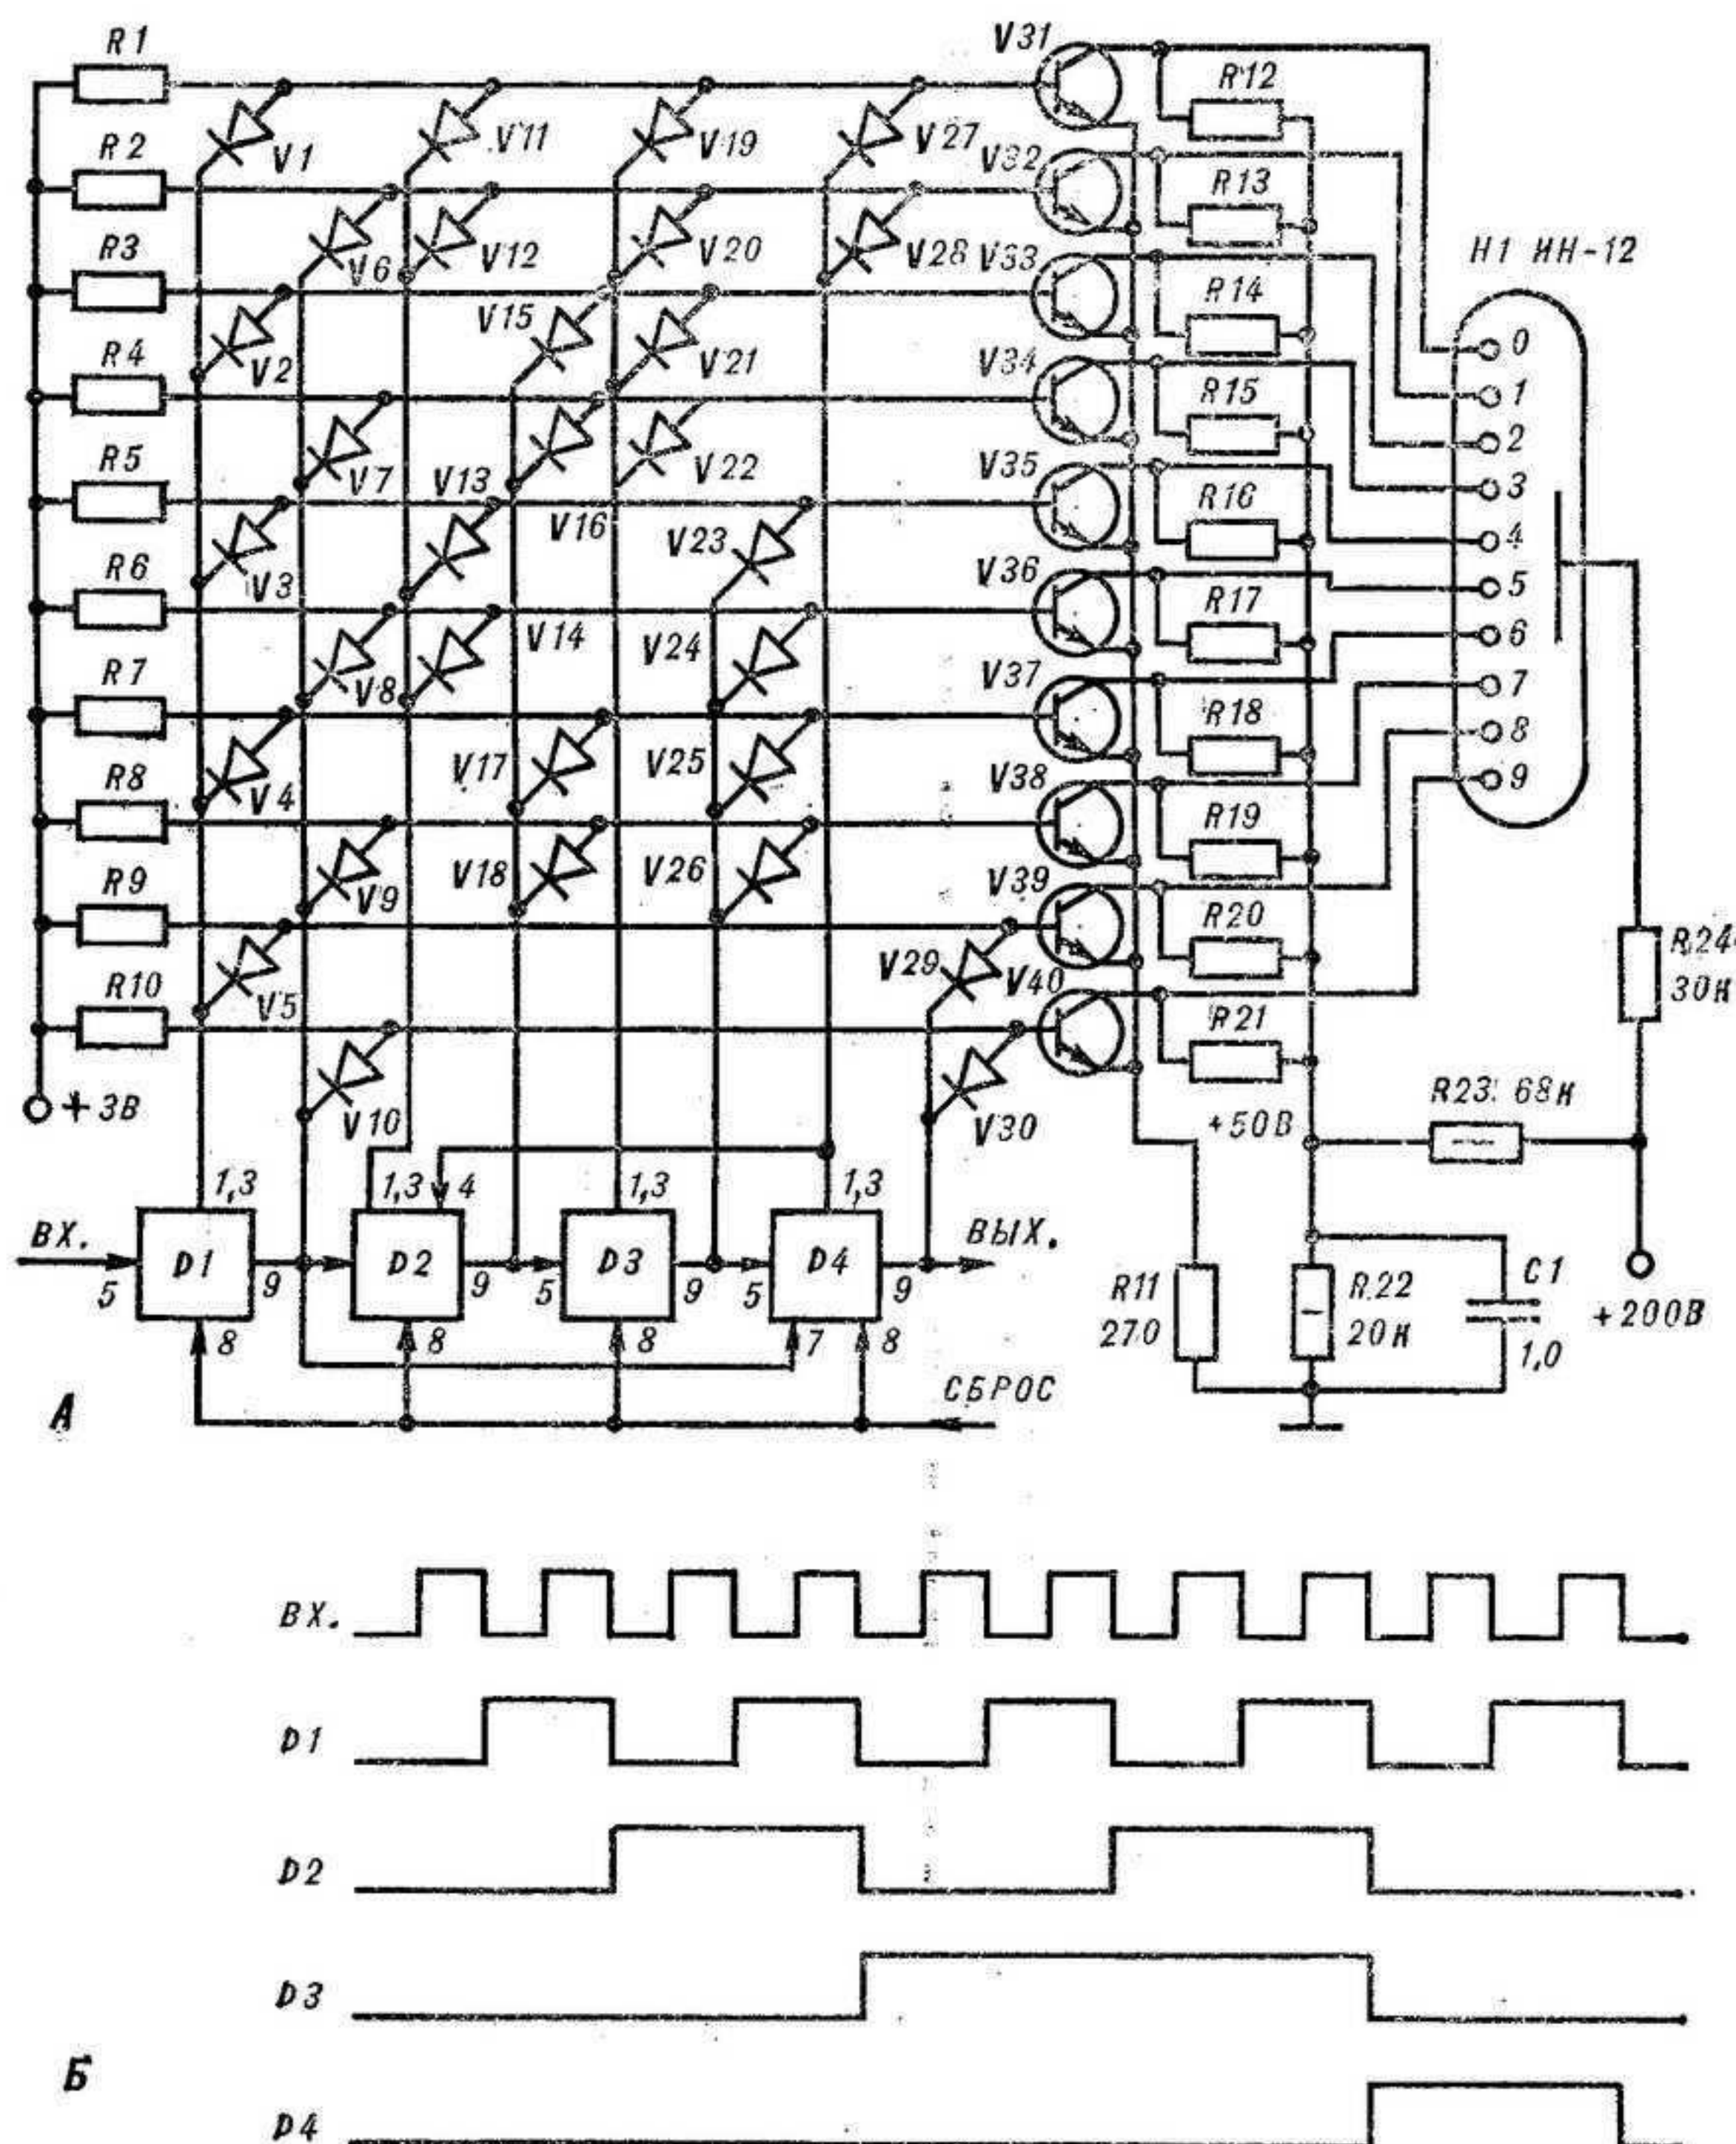 R1
V31
R12
V1
V11
V19
V27
R2
V32
R13
V6
V12
V20
V28
V33
R3
Н1 ИН-12
R14
V15
V2
V21
0
R4
V34
1
R15
2
R5
V7
V13
V22
V35
3
R16
V16
V23
4
R6
V3
V36
5
R17
V14
V24
6
R7
V8
V37
7
R18
8
V17
V25
V4
R8
V38
9
R19
V9
V18
V26
R9
V39
R20
R24
30К
V29
V40
R10
V5
R21
+3В
V10
V30
+50В
R23 68К
1,3
1,3
4
1,3
1,3
ВХ.
D1
D2
D3
D4
ВЫХ.
5
9
9
5
9
5
9
R11
270
R22
20К
С1
1,0
+200В
8
8
8
7
8
СБРОС
А
ВХ.
D1
D2
D3
Б
D4